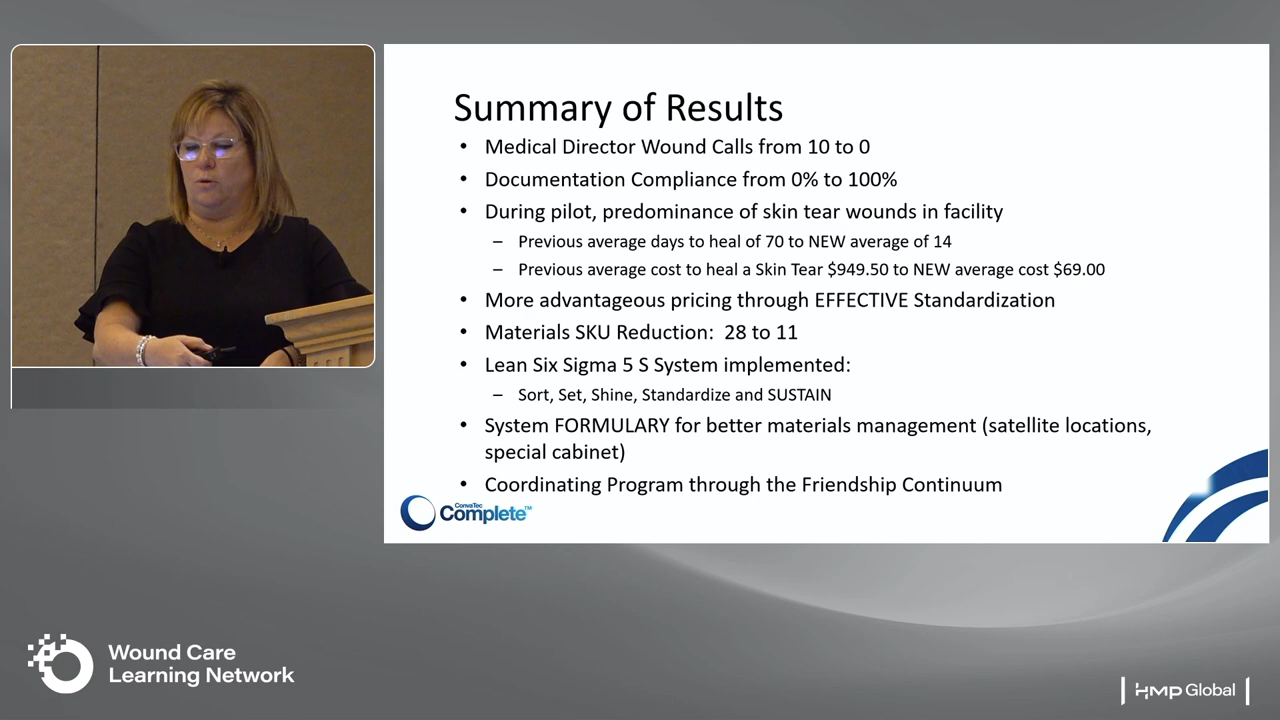 Summary of Results
• Medical Director Wound Calls from 10 to 0
• Documentation Compliance from 0% to 100%
• During pilot, predominance of skin tear wounds in facility
– Previous average days to heal of 70 to NEW average of 14
– Previous average cost to heal a Skin Tear $949.50 to NEW average cost $69.00
• More advantageous pricing through EFFECTIVE Standardization
• Materials SKU Reduction: 28 to 11
• Lean Six Sigma 5 S System implemented:
– Sort, Set, Shine, Standardize and SUSTAIN
• System FORMULARY for better materials management (satellite locations,
special cabinet)
• Coordinating Program through the Friendship Continuum
ConvaTec
Complete™
Wound Care
Learning Network
HMP Global